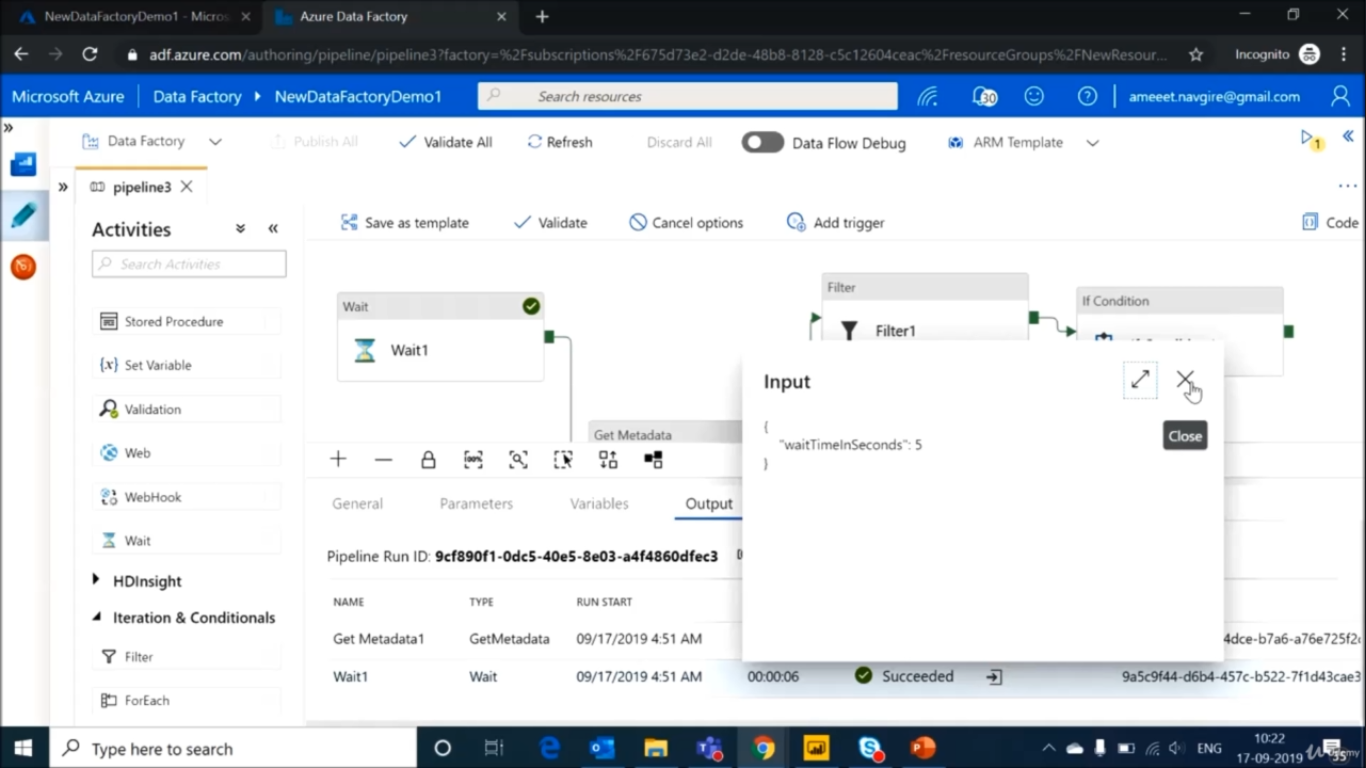 NewDataFactoryDemo1 - Micros
Azure Data Factory
adf.azure.com/authoring/pipeline/pipeline3?factory=%2Fsubscriptions%2F675d73e2-d2de-48b8-8128-c5c12604ceac%2FresourceGroups%2FNewResour...
Incognito
Microsoft Azure
Data Factory
NewDataFactoryDemo1
Search resources
30
ameeet.navgire@gmail.com
Data Factory
Publish All
Validate All
Refresh
Discard All
Data Flow Debug
ARM Template
1
pipeline3
Activities
Search Activities
Stored Procedure
Set Variable
Validation
Web
WebHook
Wait
HDInsight
Iteration & Conditionals
Filter
ForEach
Save as template
Validate
Cancel options
Add trigger
Code
Wait
Wait1
Get Metadata
Filter
Filter1
If Condition
Input
{
"waitTimeInSeconds": 5
}
Close
100%
General
Parameters
Variables
Output
Pipeline Run ID: 9cf890f1-0dc5-40e5-8e03-a4f4860dfec3
NAME
TYPE
RUN START
Get Metadata1
GetMetadata
09/17/2019 4:51 AM
4dce-b7a6-a76e725f2
Wait1
Wait
09/17/2019 4:51 AM
00:00:06
Succeeded
9a5c9f44-d6b4-457c-b522-7f1d43cae3
Type here to search
ENG
10:22
17-09-2019